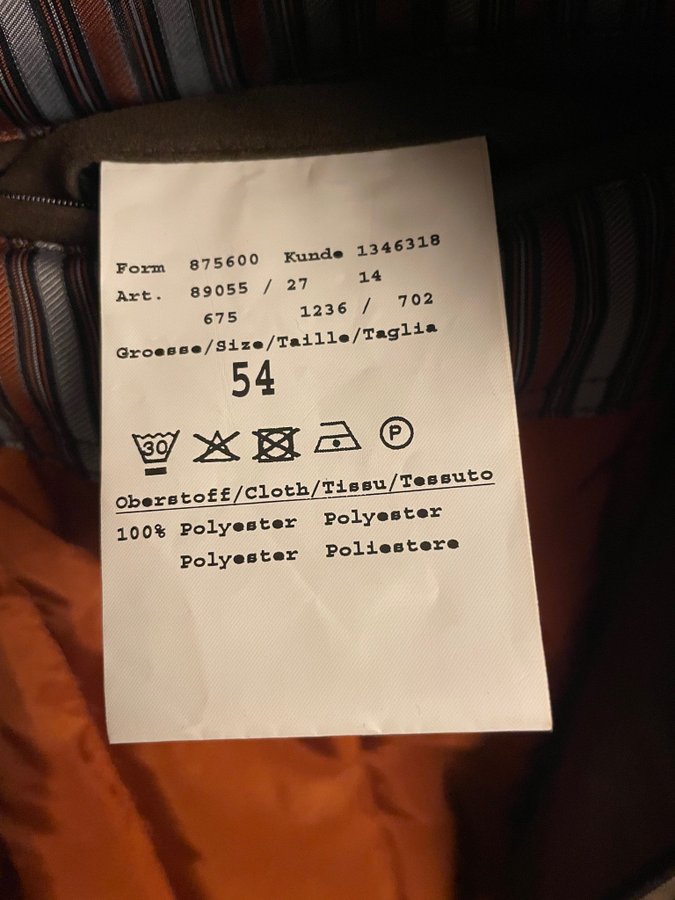 Form 875600 Kunde 1346318
Art. 89055 / 27 14
675 1236 / 702
Groesse/Size/Taille/Taglia
54
30 P
Oberstoff/Cloth/Tissu/Tessuto
100% Polyester Polyester
Polyester Poliestere